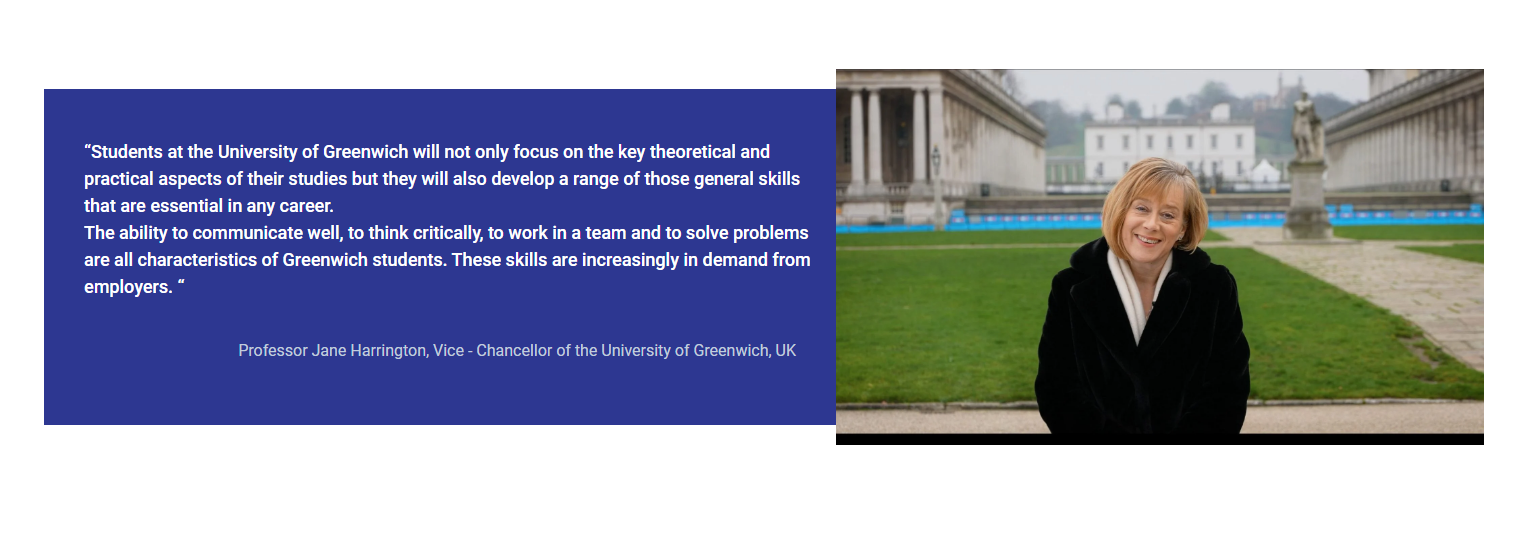 “Students at the University of Greenwich will not only focus on the key theoretical and
practical aspects of their studies but they will also develop a range of those general skills
that are essential in any career.
The ability to communicate well, to think critically, to work in a team and to solve problems
are all characteristics of Greenwich students. These skills are increasingly in demand from
employers. “
Professor Jane Harrington, Vice - Chancellor of the University of Greenwich, UK